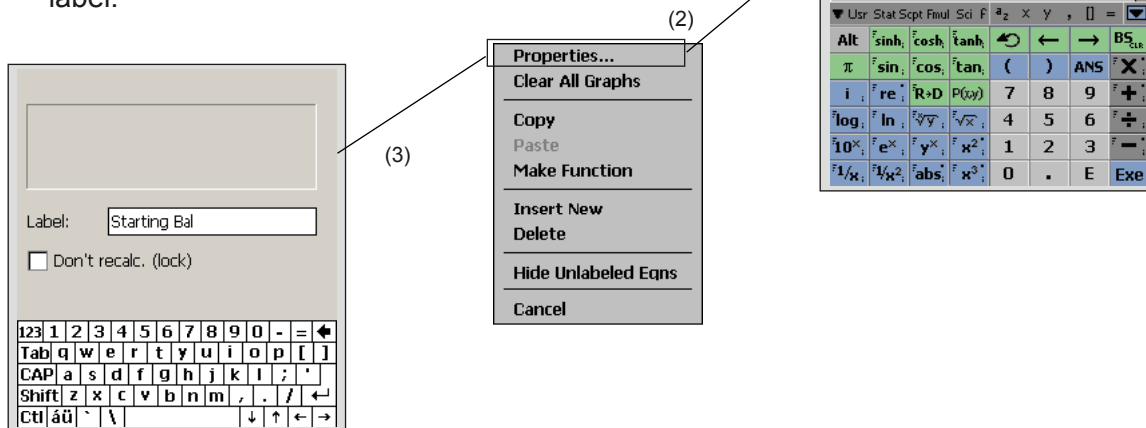 label.
(2)
(3)
Label: Starting Bal
Don't recalc. (lock)
123 1 2 3 4 5 6 7 8 9 0 - =
Tab q w e r t y u i o p [ ]
CAP a s d f g h j k l ; '
Shift z x c v b n m , . /
Ctl áü ` \ ↓ ↑ ← →
Properties...
Clear All Graphs
Copy
Paste
Make Function
Insert New
Delete
Hide Unlabeled Eqns
Cancel
Usr Stat Scpt Fmul Sci F a z x y , [] =
Alt sinh cosh tanh ← → BS CLR
π sin cos tan ( ) ANS X
i re R→D P(x,y) 7 8 9 +
log ln ˣ√y √x 4 5 6 ÷
10ˣ eˣ yˣ x² 1 2 3 −
1/x 1/x² abs x³ 0 . E Exe